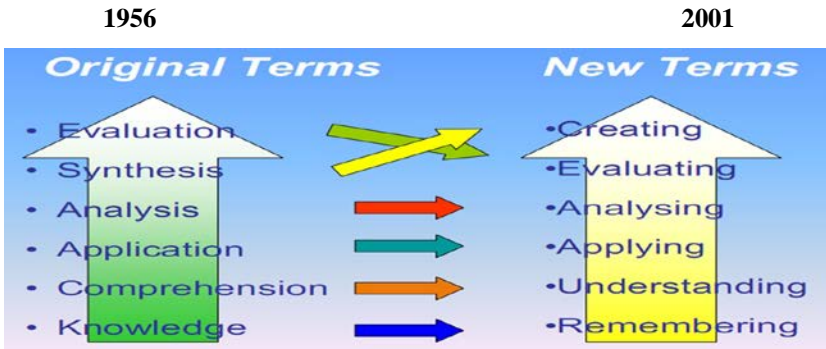 1956
2001
Original Terms
New Terms
• Evaluation
• Synthesis
• Analysis
• Application
• Comprehension
• Knowledge
•Creating
•Evaluating
•Analysing
•Applying
•Understanding
•Remembering